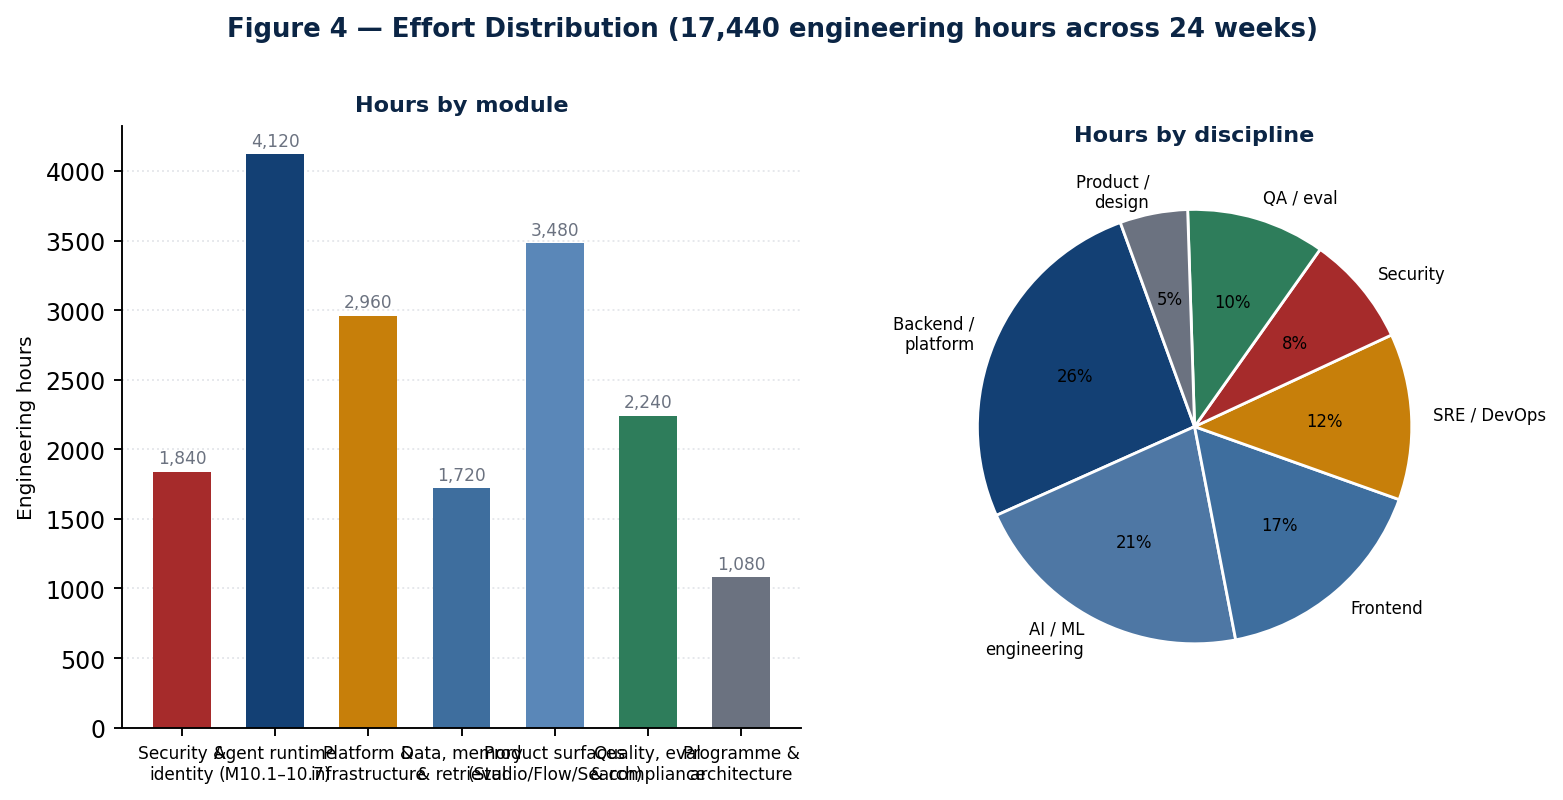 Figure 4 — Effort Distribution (17,440 engineering hours across 24 weeks)
Hours by module
Engineering hours
4000
3500
3000
2500
2000
1500
1000
500
0
1,840
4,120
2,960
1,720
3,480
2,240
1,080
Security &
identity
Agent runtime
(M10.1–10.7)
Platform &
infrastructure
Data, memory
& retrieval
Product surfaces
(Studio/Flow/Search)
Quality, eval
& compliance
Programme &
architecture
Hours by discipline
Product /
design
5%
QA / eval
10%
Security
8%
SRE / DevOps
12%
Frontend
17%
AI / ML
engineering
21%
Backend /
platform
26%